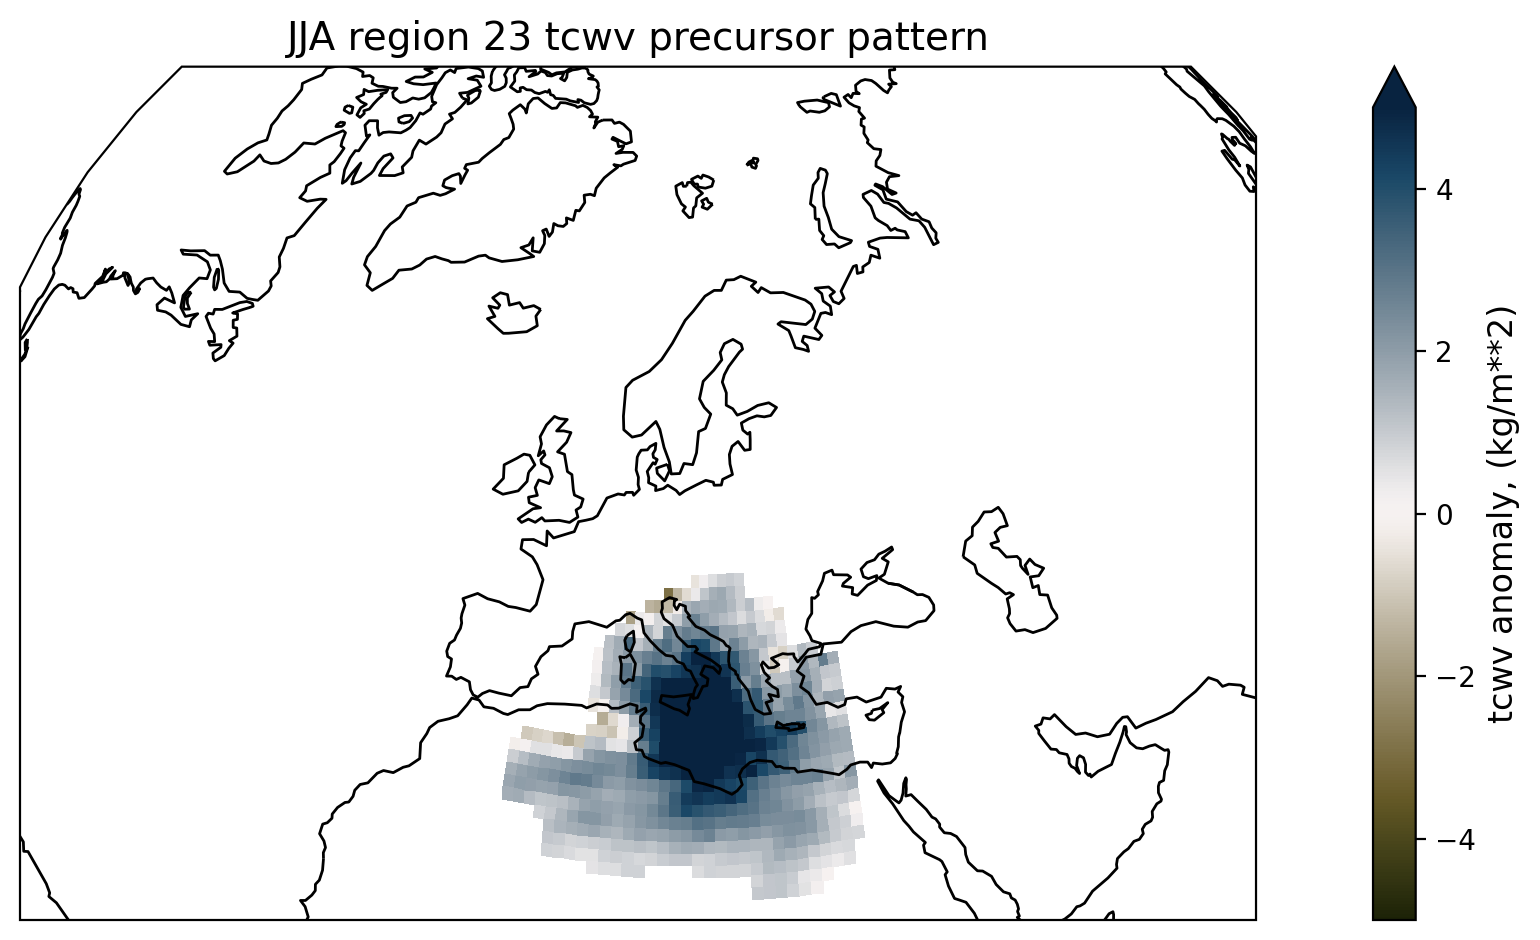 JJA region 23 tcwv precursor pattern
4
2
0
−2
−4
tcwv anomaly, (kg/m**2)